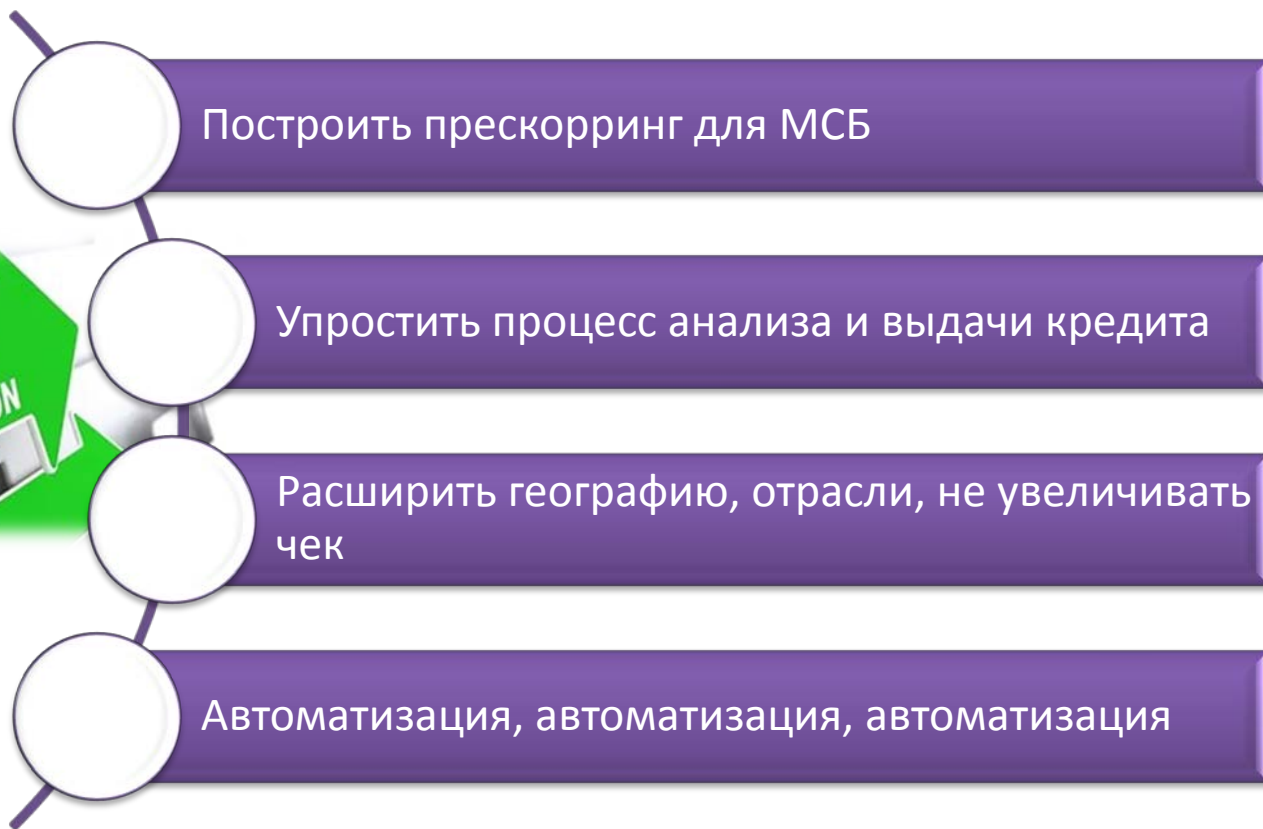 Построить прескорринг для МСБ
Упростить процесс анализа и выдачи кредита
Расширить географию, отрасли, не увеличивать
чек
Автоматизация, автоматизация, автоматизация